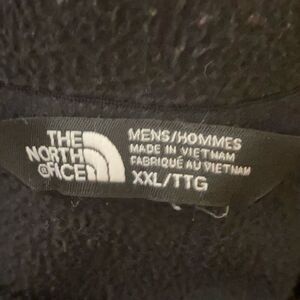 THE
NORTH
FACE
MENS/HOMMES
MADE IN VIETNAM
FABRIQUÉ AU VIETNAM
XXL/TTG